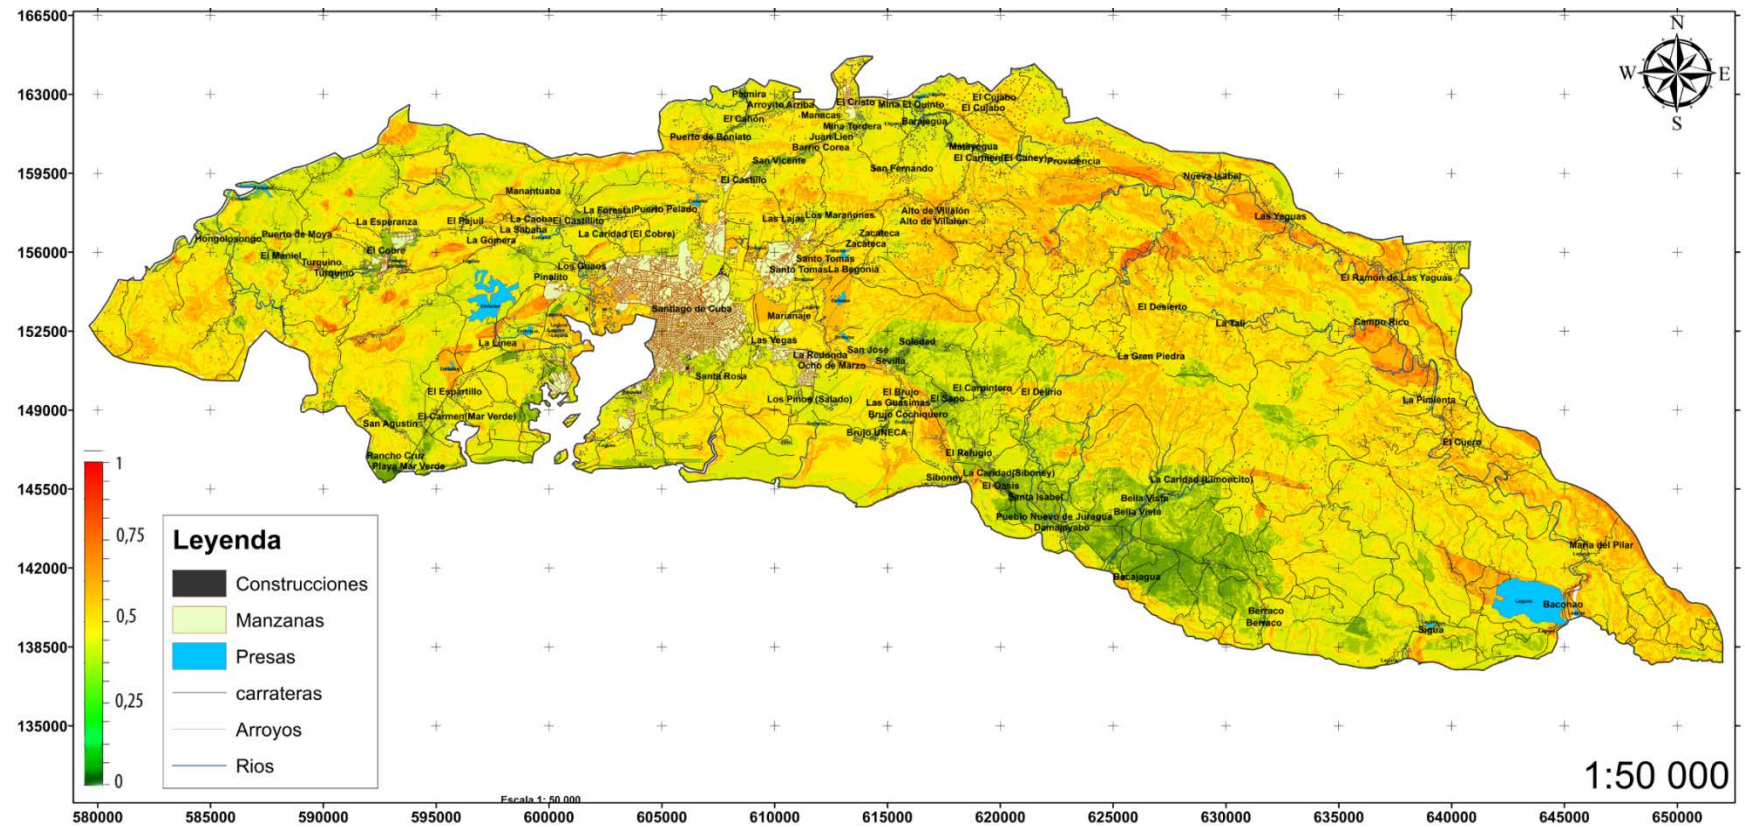 166500
163000
159500
156000
152500
149000
145500
142000
138500
135000
N
W
E
S
Palmira
Arroyito Arriba
El Cristo
Mina El Quinto
El Cujabo
El Cujabo
El Cañón
Manacas
Mina Tordera
Barajagua
Puerto de Boniato
Juan Lien
Barrio Corea
Matayegua
El Carmen(El Caney)
Providencia
San Vicente
San Fernando
Nueva Isabel
El Castillo
Manantuaba
La Forestal
Puerto Pelado
Las Lajas
Los Marañones
Alto de Villalón
Alto de Villalón
Las Yaguas
La Esperanza
El Pajuil
La Caoba
El Castillito
La Sabana
La Caridad (El Cobre)
Zacateca
Zacateca
Hongolosongo
Puerto de Moya
La Gomera
El Cobre
El Maniel
Turquino
Turquino
Los Guaos
Pinalito
Santo Tomas
Santo Tomas
La Begonia
El Ramón de Las Yaguas
Santiago de Cuba
Marianaje
El Desierto
La Tali
Campo Rico
La Linea
Las Vegas
La Redonda
San José
Soledad
Sevilla
Ocho de Marzo
La Gran Piedra
Santa Rosa
El Espartillo
El Brujo
El Carpintero
El Delirio
Los Pinos (Salado)
Las Guásimas
El Sapo
La Pimienta
El Carmen(Mar Verde)
Brujo Cochiquero
San Agustín
Brujo UNECA
El Cuero
Rancho Cruz
Playa Mar Verde
El Refugio
Siboney
La Caridad(Siboney)
El Oasis
La Caridad (Limoncito)
Santa Isabel
Bella Vista
Bella Vista
Pueblo Nuevo de Juragua
Damajayabo
Maria del Pilar
Bacajagua
Laguna
Baconao
Berraco
Berraco
Sigua
1
0,75
0,5
0,25
0
Leyenda
Construcciones
Manzanas
Presas
carrateras
Arroyos
Rios
1:50 000
Escala 1: 50 000
580000 585000 590000 595000 600000 605000 610000 615000 620000 625000 630000 635000 640000 645000 650000